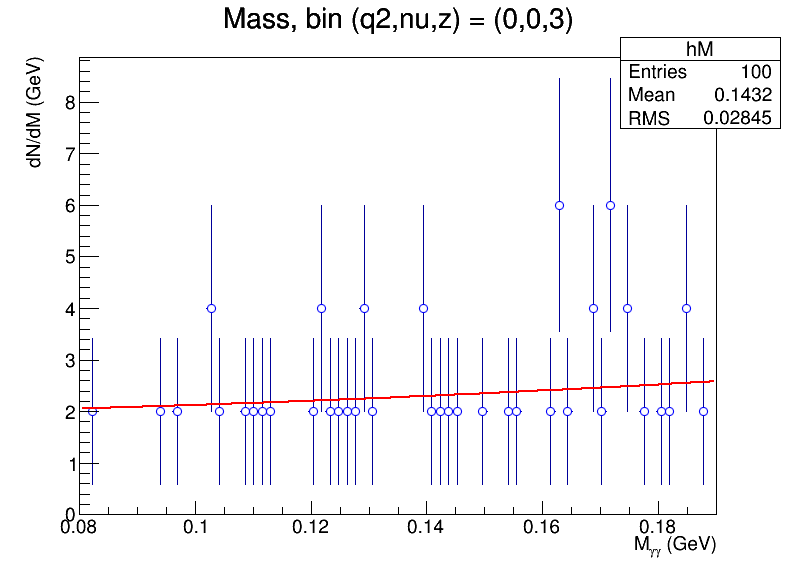 Mass, bin (q2,nu,z) = (0,0,3)
hM
Entries 100
Mean 0.1432
RMS 0.02845
dN/dM (GeV)
8
7
6
5
4
3
2
1
0
0.08 0.1 0.12 0.14 0.16 0.18
Mγγ (GeV)